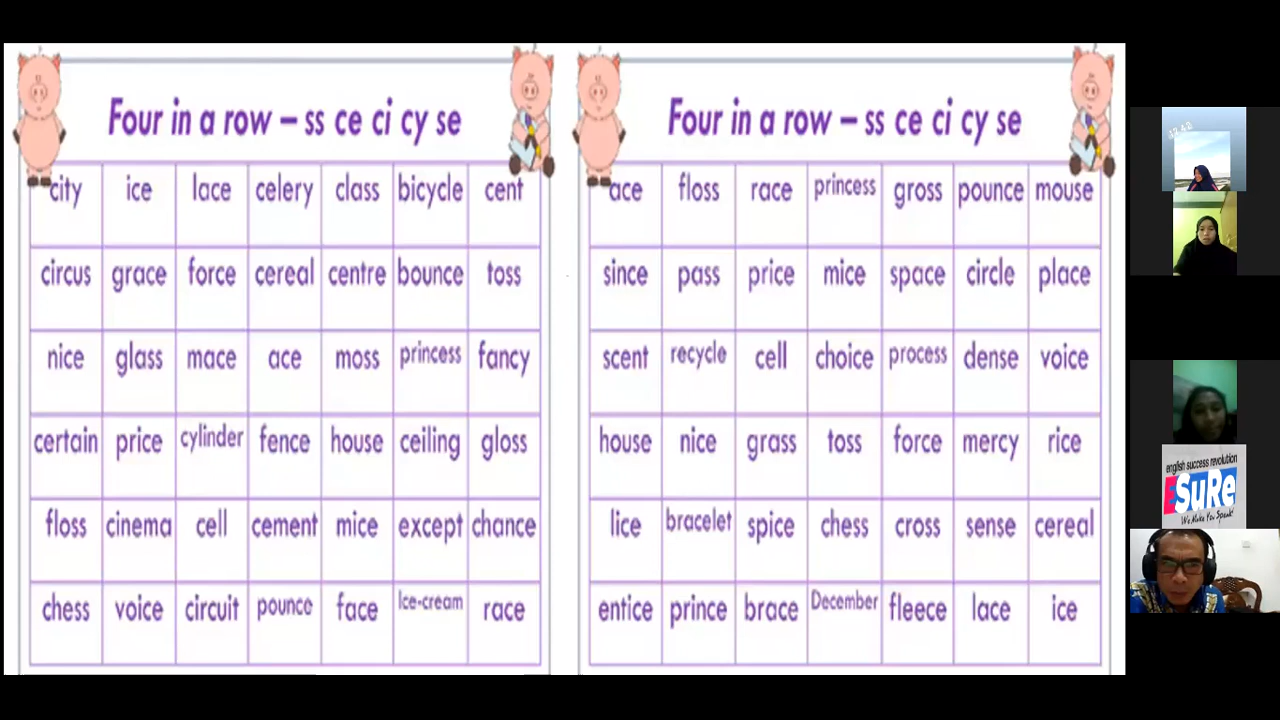 Four in a row – ss ce ci cy se
city ice lace celery class bicycle cent
circus grace force cereal centre bounce toss
nice glass mace ace moss princess fancy
certain price cylinder fence house ceiling gloss
floss cinema cell cement mice except chance
chess voice circuit pounce face Ice-cream race
Four in a row – ss ce ci cy se
ace floss race princess gross pounce mouse
since pass price mice space circle place
scent recycle cell choice process dense voice
house nice grass toss force mercy rice
lice bracelet spice chess cross sense cereal
entice prince brace December fleece lace ice
english success revolution
ESuRe
We Make You Speak!